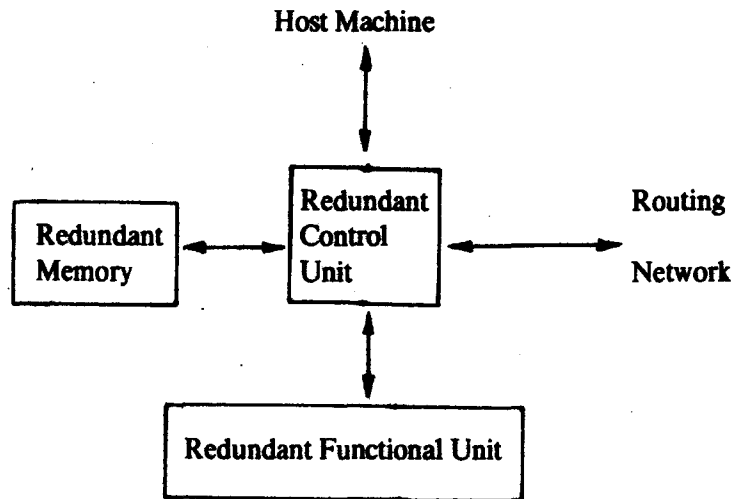 Host Machine
Redundant
Control
Unit
Redundant
Memory
Routing
Network
Redundant Functional Unit